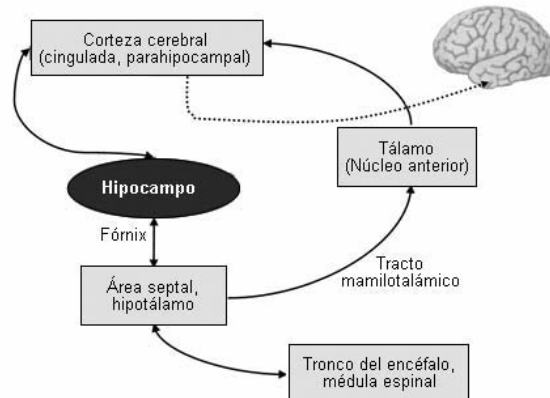 Corteza cerebral
(cingulada, parahipocampal)
Tálamo
(Núcleo anterior)
Hipocampo
Fórnix
Tracto
mamilotalámico
Área septal,
hipotálamo
Tronco del encéfalo,
médula espinal